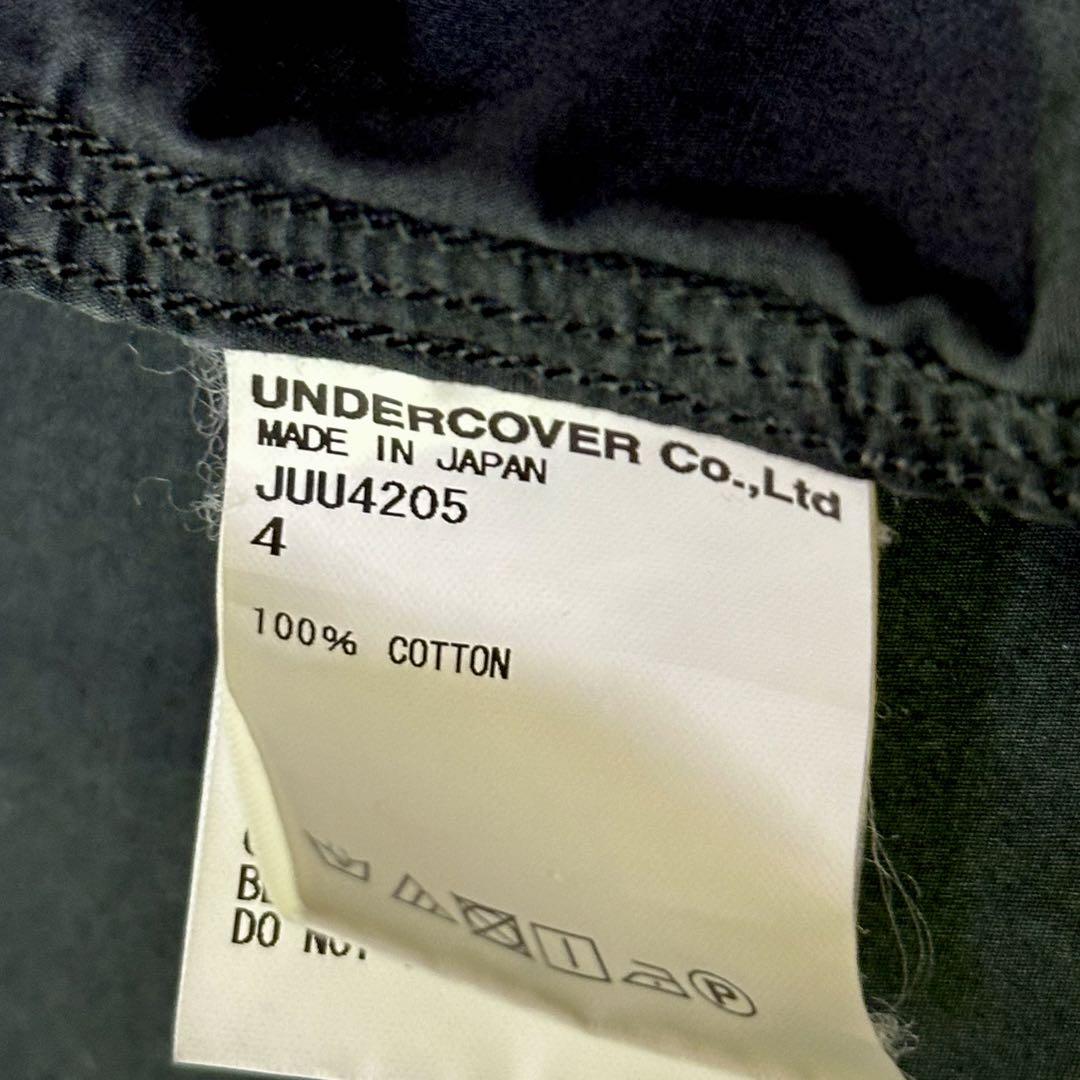 UNDERCOVER Co.,Ltd
MADE IN JAPAN
JUU4205
4
100% COTTON
P
DO